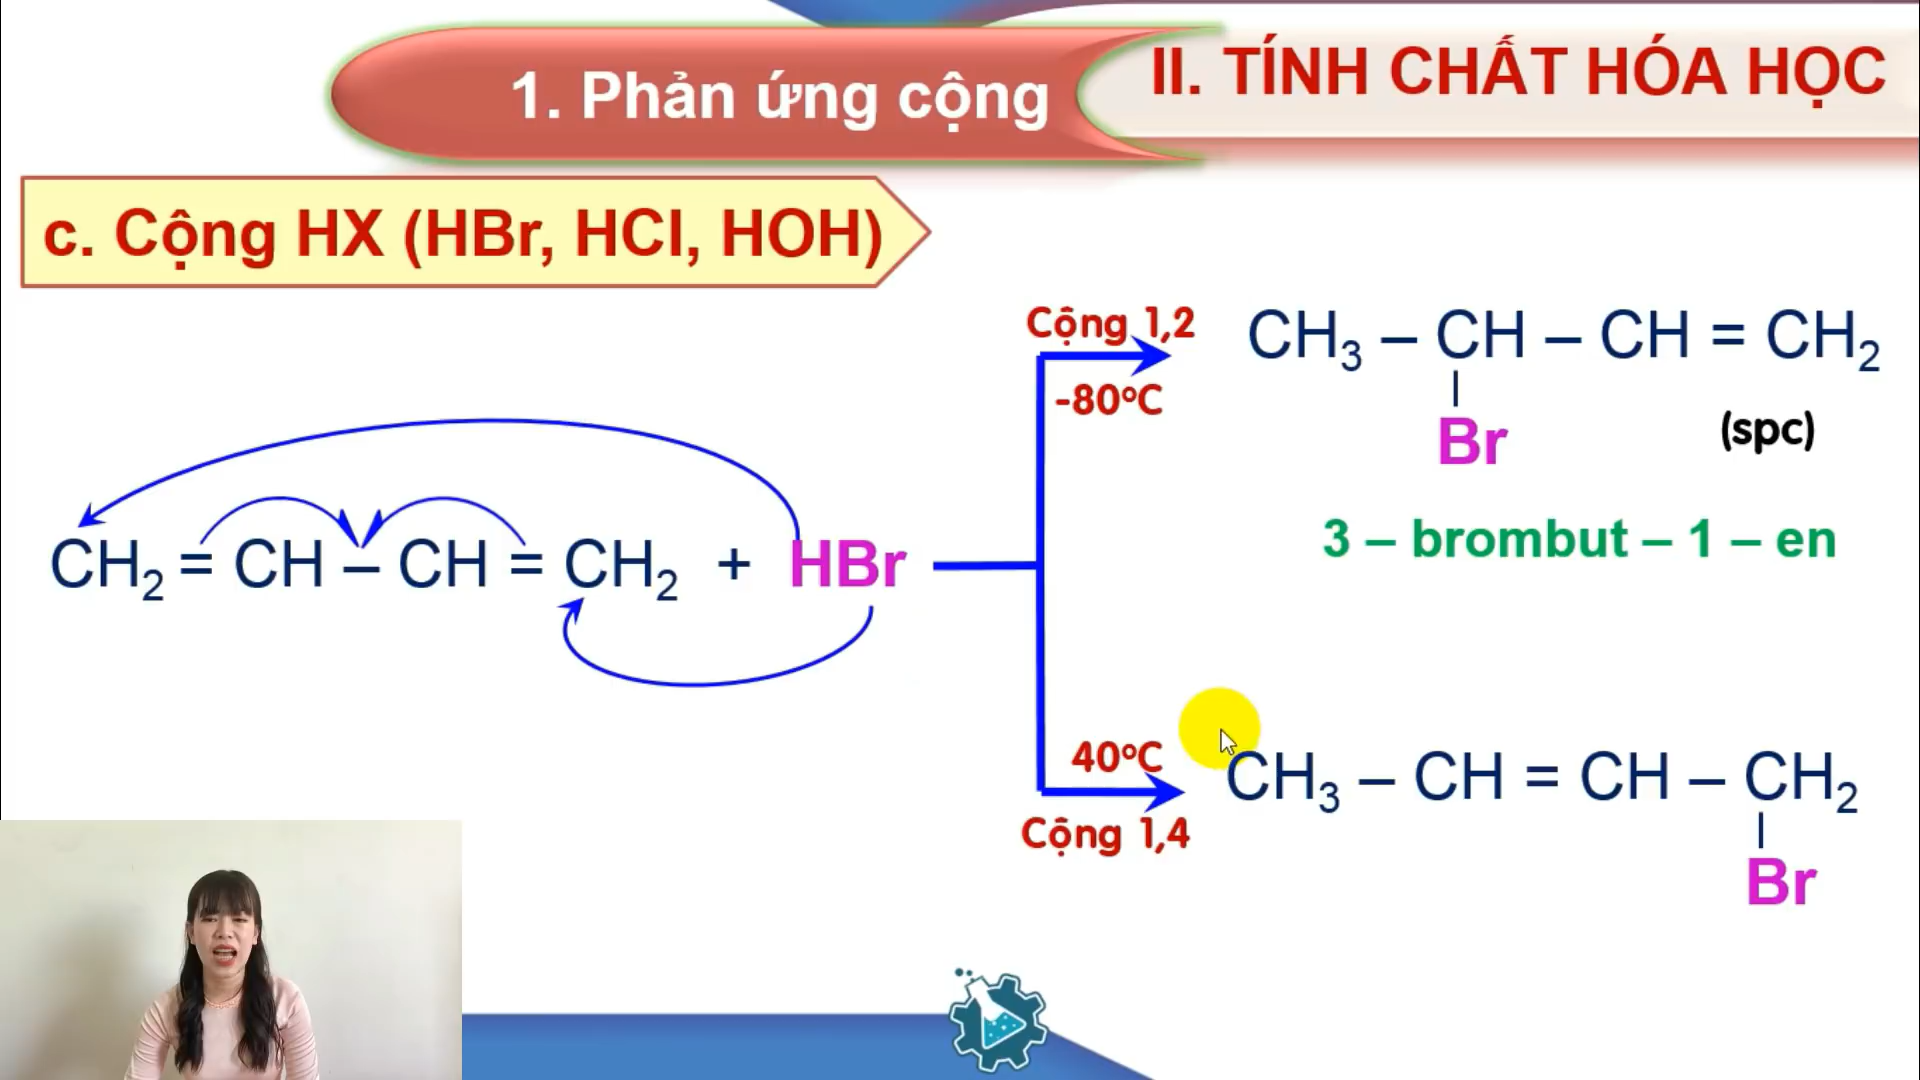 1. Phản ứng cộng
II. TÍNH CHẤT HÓA HỌC
c. Cộng HX (HBr, HCl, HOH)
Cộng 1,2
-80°C
CH₃ – CH – CH = CH₂
Br
(spc)
3 – brombut – 1 – en
CH₂ = CH – CH = CH₂ + HBr
40°C
Cộng 1,4
CH₃ – CH = CH – CH₂
Br